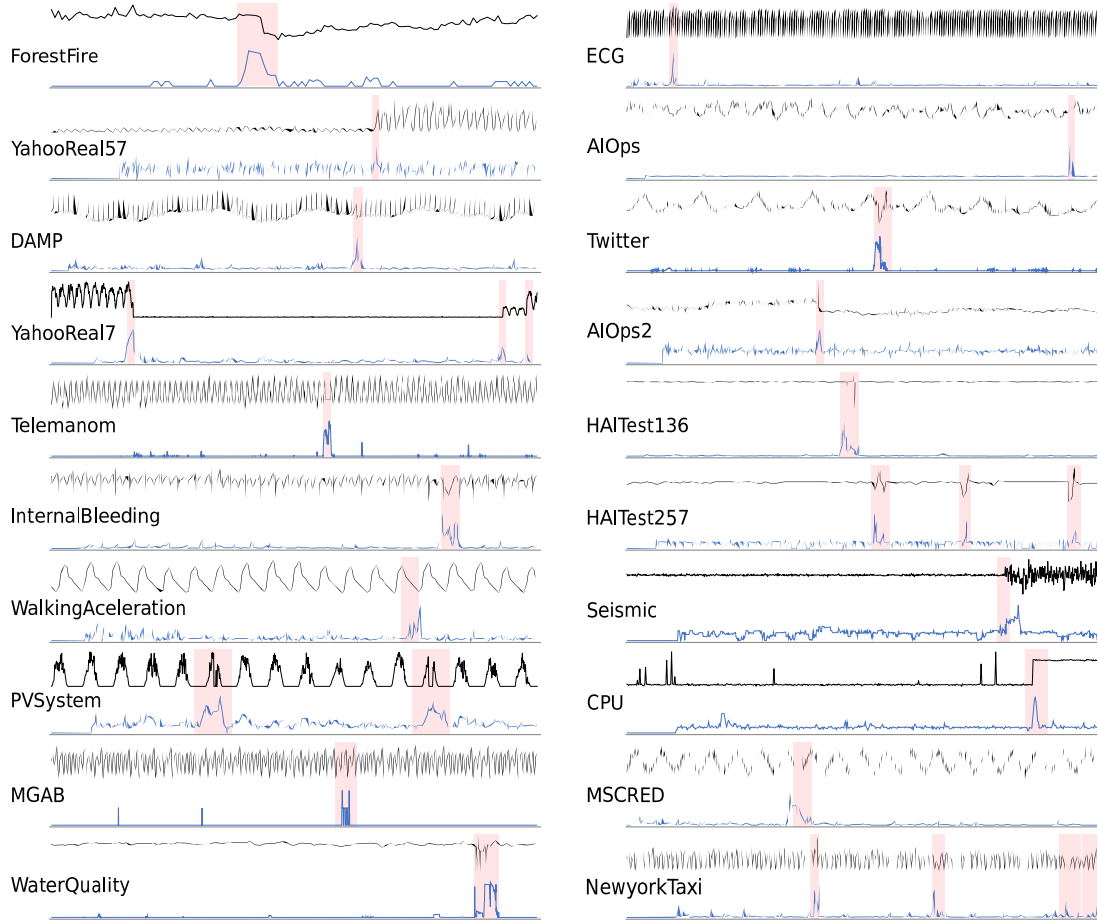 ForestFire
YahooReal57
DAMP
YahooReal7
Telemanom
InternalBleeding
WalkingAceleration
PVSystem
MGAB
WaterQuality
ECG
AIOps
Twitter
AIOps2
HAITest136
HAITest257
Seismic
CPU
MSCRED
NewyorkTaxi